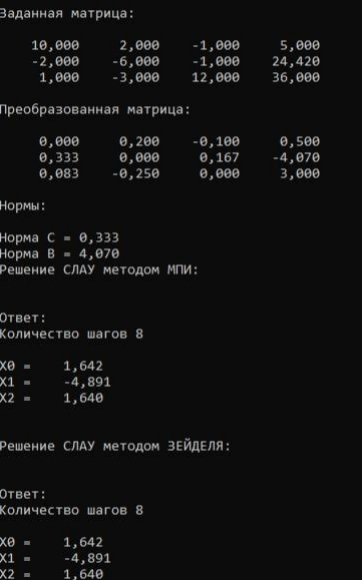 Заданная матрица:
10,000 2,000 -1,000 5,000
-2,000 -6,000 -1,000 24,420
1,000 -3,000 12,000 36,000
Преобразованная матрица:
0,000 0,200 -0,100 0,500
0,333 0,000 0,167 -4,070
0,083 -0,250 0,000 3,000
Нормы:
Норма C = 0,333
Норма B = 4,070
Решение СЛАУ методом МПИ:
Ответ:
Количество шагов 8
X0 = 1,642
X1 = -4,891
X2 = 1,640
Решение СЛАУ методом ЗЕЙДЕЛЯ:
Ответ:
Количество шагов 8
X0 = 1,642
X1 = -4,891
X2 = 1,640